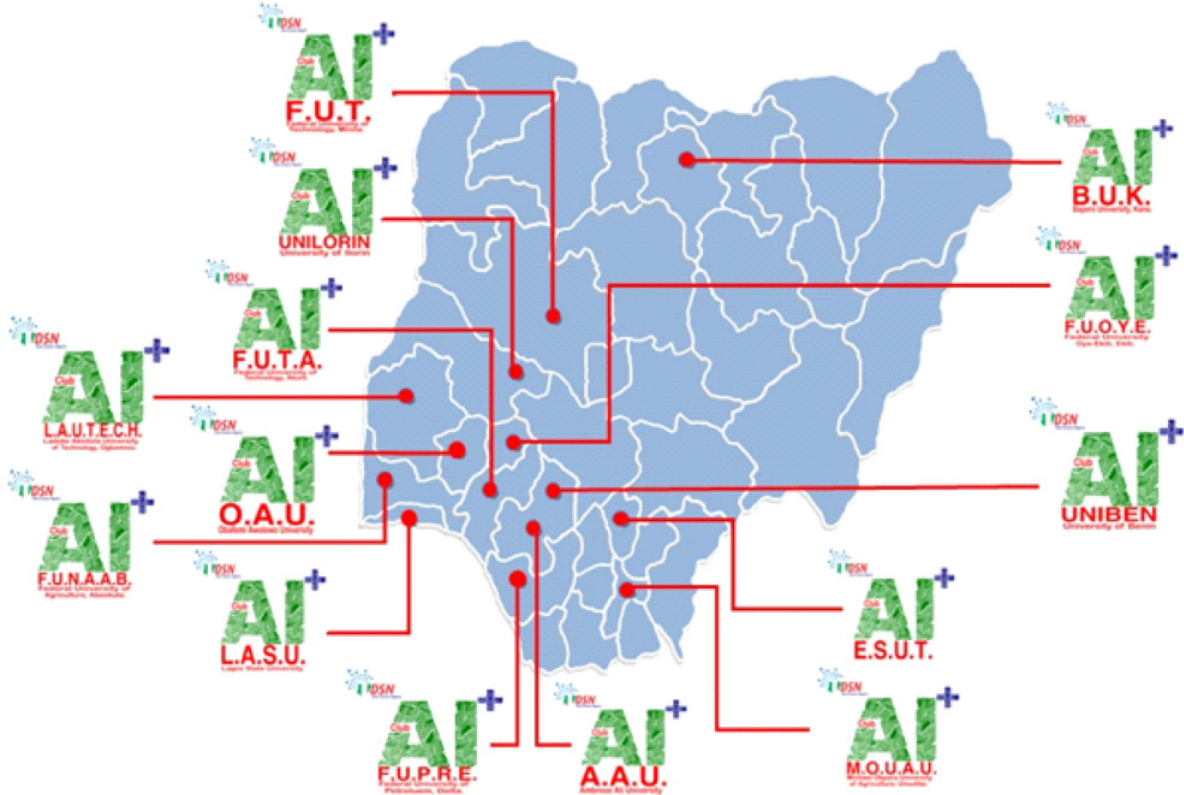 DSN
AI+
Club
F.U.T.
Federal University of
Technology, Minna.
DSN
AI+
Club
B.U.K.
Bayero University, Kano
DSN
AI+
Club
UNILORIN
University of Ilorin
DSN
AI+
Club
F.U.O.Y.E.
Federal University
Oye-Ekiti, Ekiti.
DSN
AI+
Club
F.U.T.A.
Federal University of
Technology, Akure.
DSN
AI+
Club
L.A.U.T.E.C.H.
Ladoke Akintola University
of Technology, Ogbomoso.
DSN
AI+
Club
O.A.U.
Obafemi Awolowo University
DSN
AI+
Club
UNIBEN
University of Benin
DSN
AI+
Club
F.U.N.A.A.B.
Federal University of
Agriculture, Abeokuta.
DSN
AI+
Club
L.A.S.U.
Lagos State University
DSN
AI+
Club
E.S.U.T.
DSN
AI+
Club
F.U.P.R.E.
Federal University of
Petroleum, Delta.
DSN
AI+
Club
A.A.U.
Ambrose Alli University
DSN
AI+
Club
M.O.U.A.U.
Michael Okpara University
of Agriculture, Umudike.